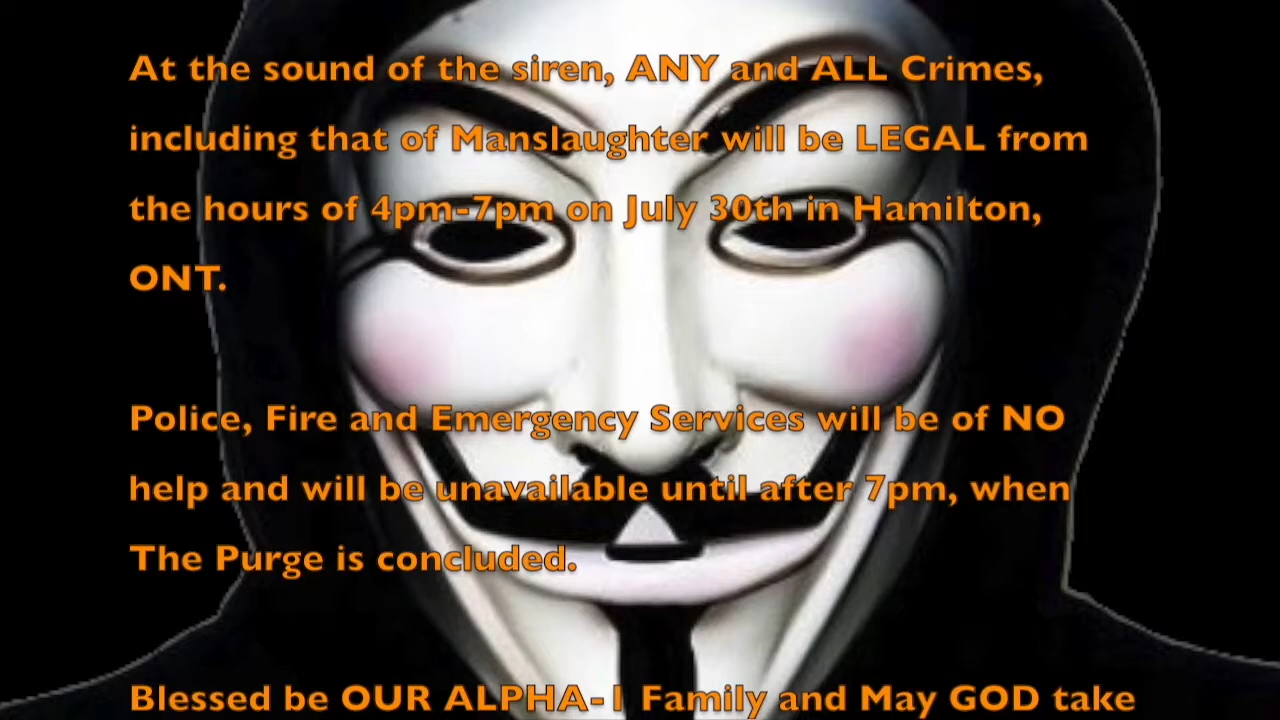 At the sound of the siren, ANY and ALL Crimes,
including that of Manslaughter will be LEGAL from
the hours of 4pm-7pm on July 30th in Hamilton,
ONT.
Police, Fire and Emergency Services will be of NO
help and will be unavailable until after 7pm, when
The Purge is concluded.
Blessed be OUR ALPHA-1 Family and May GOD take